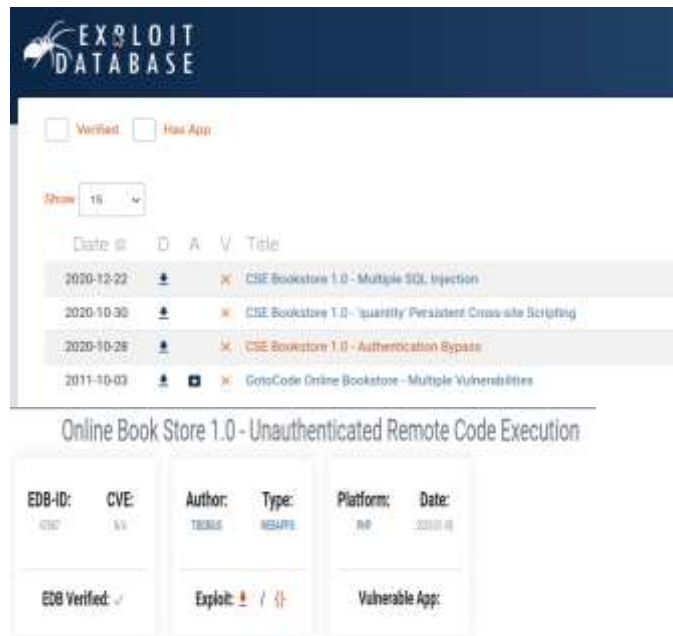 EXPLOIT
DATABASE
Verified Has App
Show 15
Date D A V Title
2020-12-22 CSE Bookstore 1.0 - Multiple SQL Injection
2020-10-30 CSE Bookstore 1.0 - 'quantity' Persistent Cross-site Scripting
2020-10-28 CSE Bookstore 1.0 - Authentication Bypass
2011-10-03 GotoCode Online Bookstore - Multiple Vulnerabilities
Online Book Store 1.0 - Unauthenticated Remote Code Execution
EDB-ID: CVE: Author: Type: Platform: Date:
N/A WEBAPPS PHP
EDB Verified: Exploit: / {} Vulnerable App: